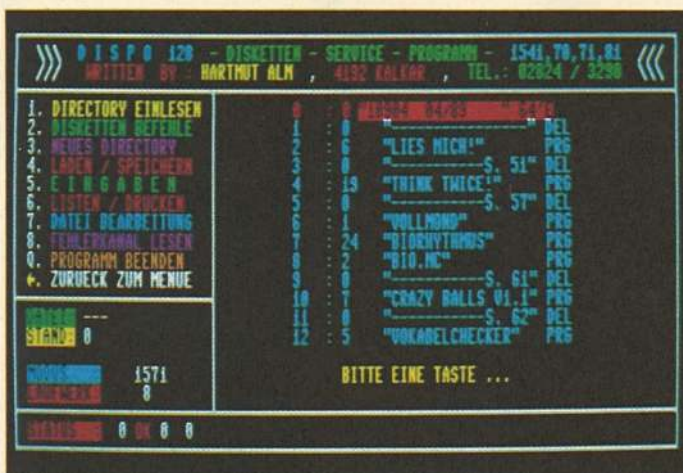 ))) D I S P O 128 - DISKETTEN - SERVICE - PROGRAMM - 1541,70,71,81 (((
WRITTEN BY : HARTMUT ALM , 4192 KALKAR , TEL.: 02824 / 3290
1. DIRECTORY EINLESEN
2. DISKETTEN BEFEHLE
3. NEUES DIRECTORY
4. LADEN / SPEICHERN
5. E I N G A B E N
6. LISTEN / DRUCKEN
7. DATEI BEARBEITUNG
8. FEHLERKANAL LESEN
Q. PROGRAMM BEENDEN
←. ZURUECK ZUM MENUE
DATEI: ---
STAND: 0
MODUS 1571
LAUFWERK 8
STATUS : 0 OK 0 0
0 : 0
1 : 0 "----------------" DEL
2 : 6 "LIES MICH!" PRG
3 : 0 "-----------S. 51" DEL
4 : 19 "THINK TWICE!" PRG
5 : 0 "-----------S. 57" DEL
6 : 1 "VOLLMOND" PRG
7 : 24 "BIORHYTHMUS" PRG
8 : 2 "BIO.MC" PRG
9 : 0 "-----------S. 61" DEL
10 : 7 "CRAZY BALLS V1.1" PRG
11 : 0 "-----------S. 62" DEL
12 : 5 "VOKABELCHECKER" PRG
BITTE EINE TASTE ...